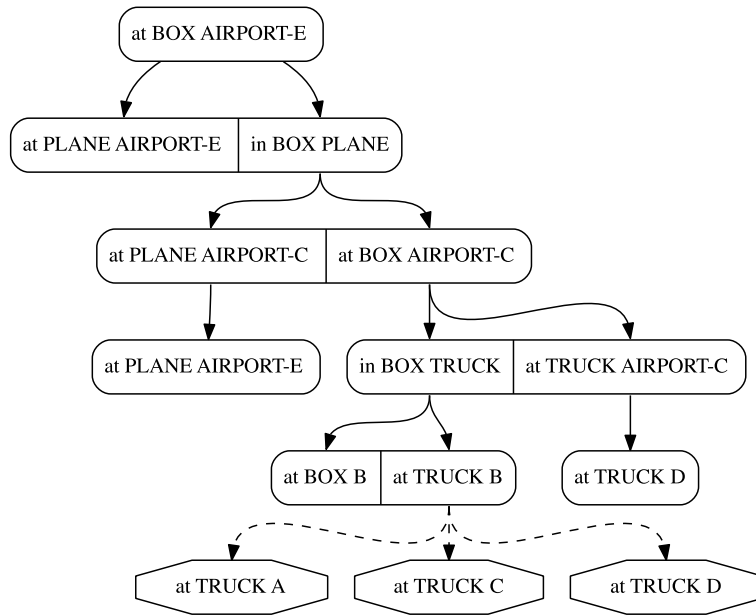 at BOX AIRPORT-E
at PLANE AIRPORT-E
in BOX PLANE
at PLANE AIRPORT-C
at BOX AIRPORT-C
at PLANE AIRPORT-E
in BOX TRUCK
at TRUCK AIRPORT-C
at BOX B
at TRUCK B
at TRUCK D
at TRUCK A
at TRUCK C
at TRUCK D